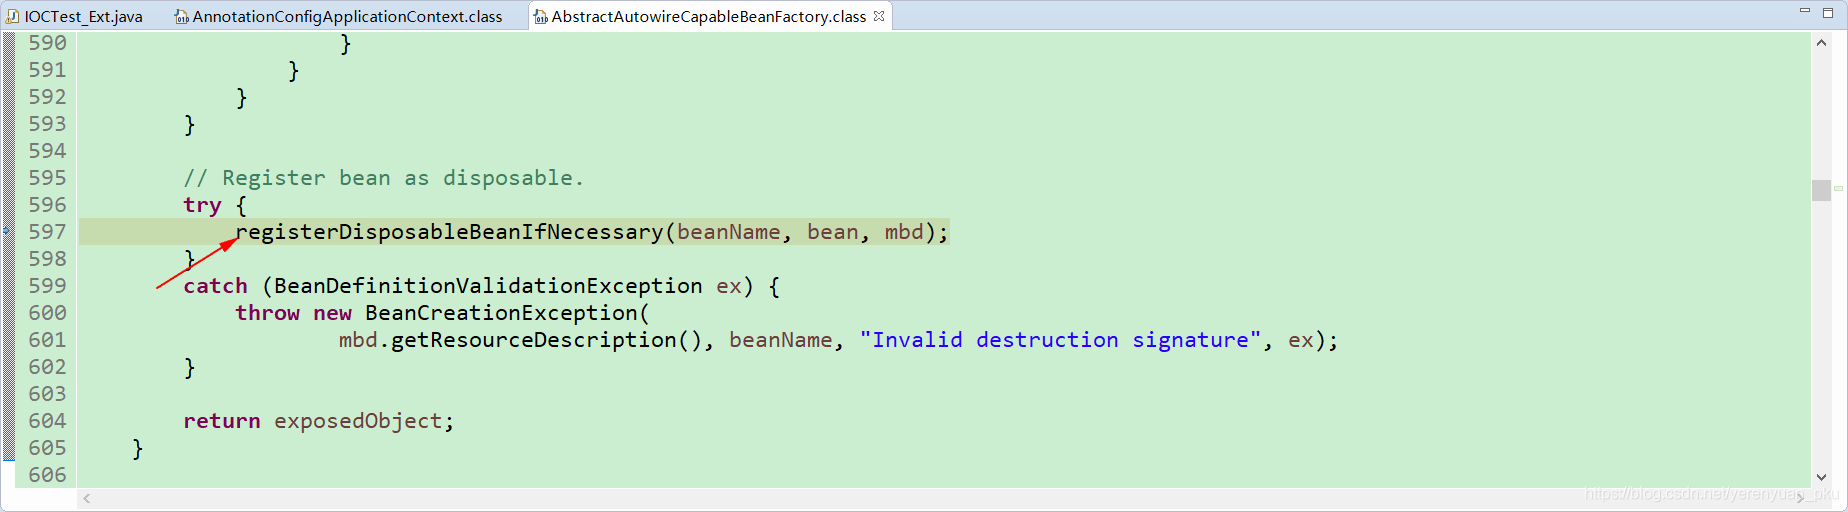 IOCTest_Ext.java AnnotationConfigApplicationContext.class AbstractAutowireCapableBeanFactory.class
590 }
591 }
592 }
593 }
594
595 // Register bean as disposable.
596 try {
597 registerDisposableBeanIfNecessary(beanName, bean, mbd);
598 }
599 catch (BeanDefinitionValidationException ex) {
600 throw new BeanCreationException(
601 mbd.getResourceDescription(), beanName, "Invalid destruction signature", ex);
602 }
603
604 return exposedObject;
605 }
606
https://blog.csdn.net/yerenyuan_pku